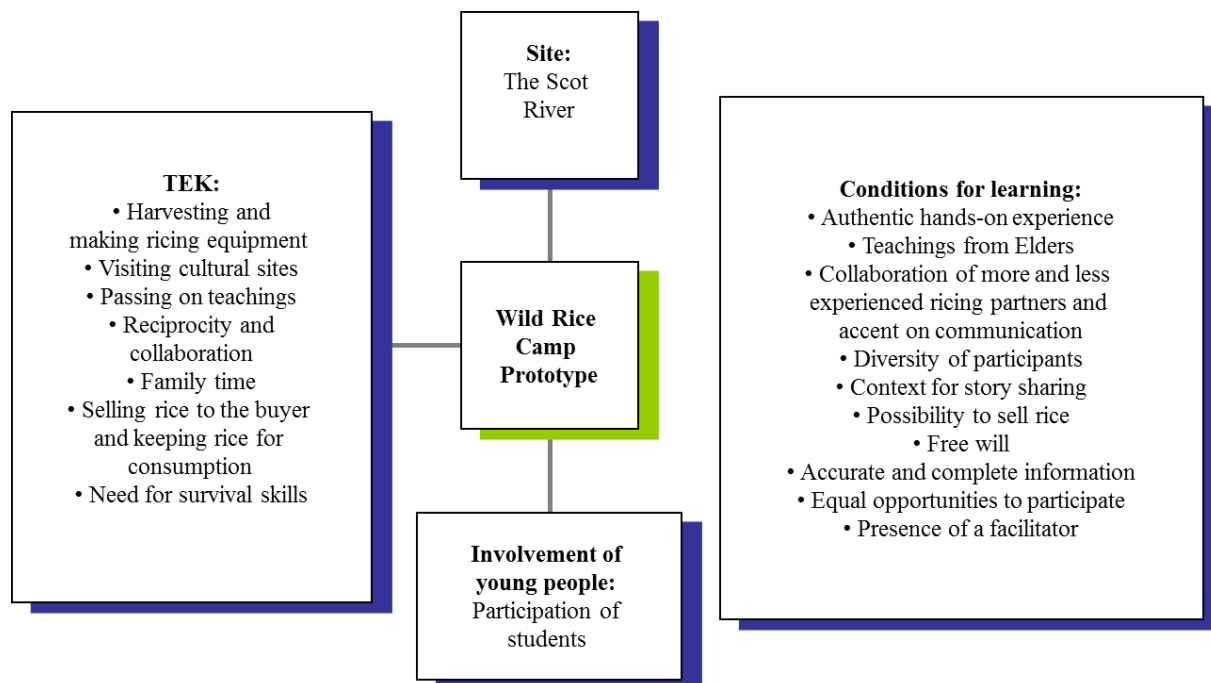 Site:
The Scot
River
TEK:
• Harvesting and
making ricing equipment
• Visiting cultural sites
• Passing on teachings
• Reciprocity and
collaboration
• Family time
• Selling rice to the buyer
and keeping rice for
consumption
• Need for survival skills
Wild Rice
Camp
Prototype
Involvement of
young people:
Participation of
students
Conditions for learning:
• Authentic hands-on experience
• Teachings from Elders
• Collaboration of more and less
experienced ricing partners and
accent on communication
• Diversity of participants
• Context for story sharing
• Possibility to sell rice
• Free will
• Accurate and complete information
• Equal opportunities to participate
• Presence of a facilitator